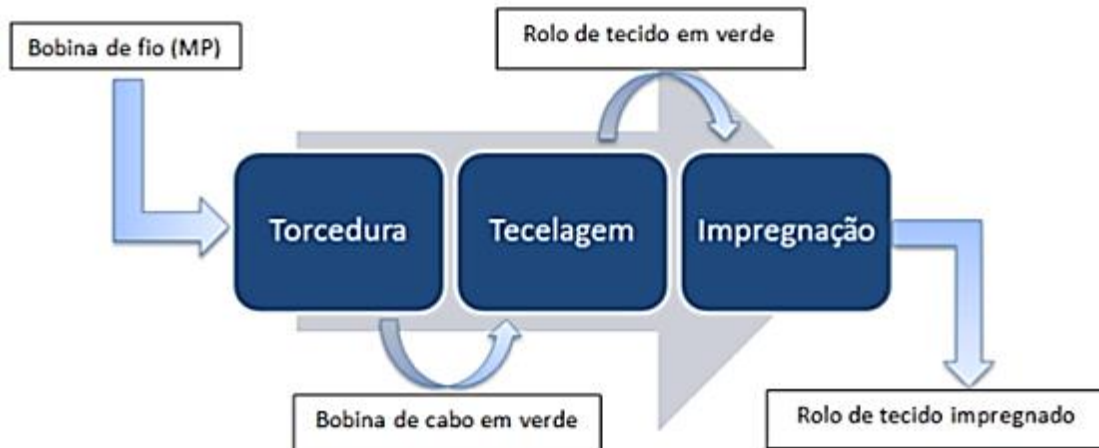 Bobina de fio (MP)
Rolo de tecido em verde
Torcedura
Tecelagem
Impregnação
Bobina de cabo em verde
Rolo de tecido impregnado